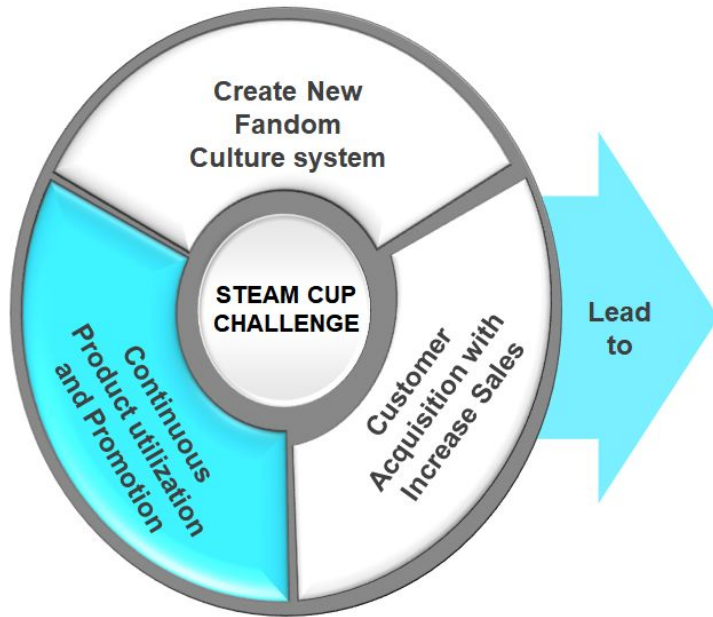 Create New
Fandom
Culture system
STEAM CUP
CHALLENGE
Continuous
Product utilization
and Promotion
Customer
Acquisition with
Increase Sales
Lead
to